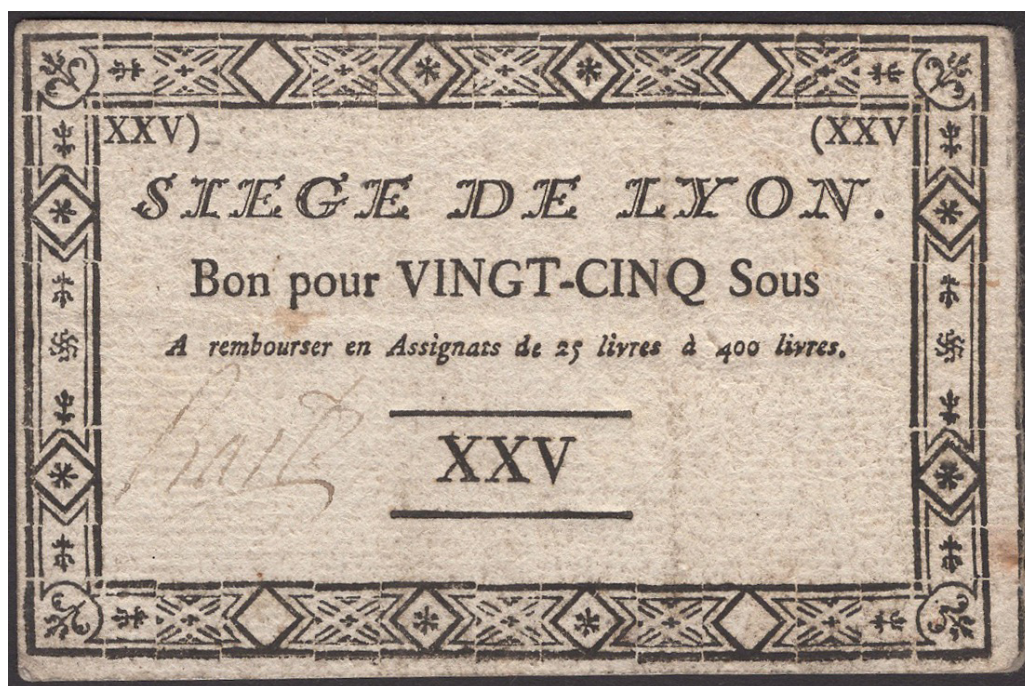 XXV) (XXV
SIEGE DE LYON.
Bon pour VINGT-CINQ Sous
A rembourser en Assignats de 25 livres à 400 livres.
XXV